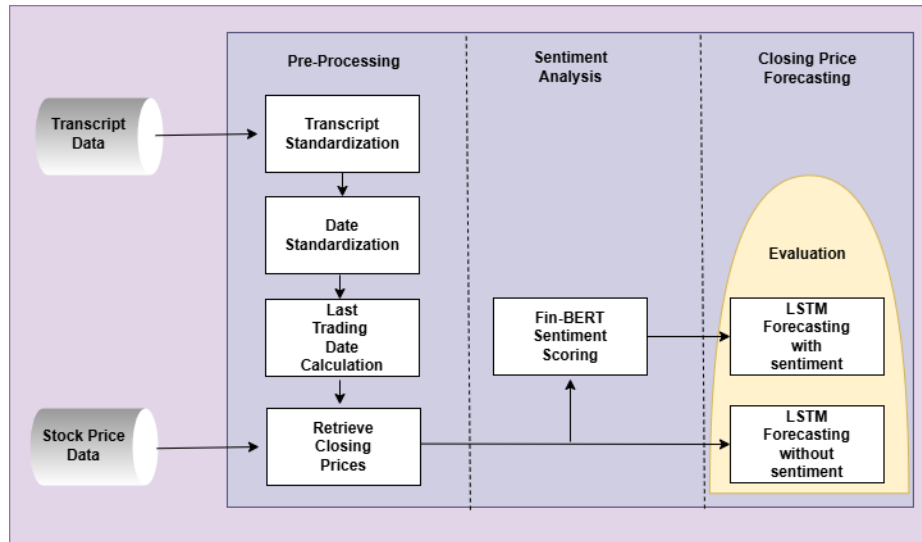 Pre-Processing
Sentiment
Analysis
Closing Price
Forecasting
Transcript
Data
Transcript
Standardization
Date
Standardization
Evaluation
Last
Trading
Date
Calculation
Fin-BERT
Sentiment
Scoring
LSTM
Forecasting
with
sentiment
Stock Price
Data
Retrieve
Closing
Prices
LSTM
Forecasting
without
sentiment